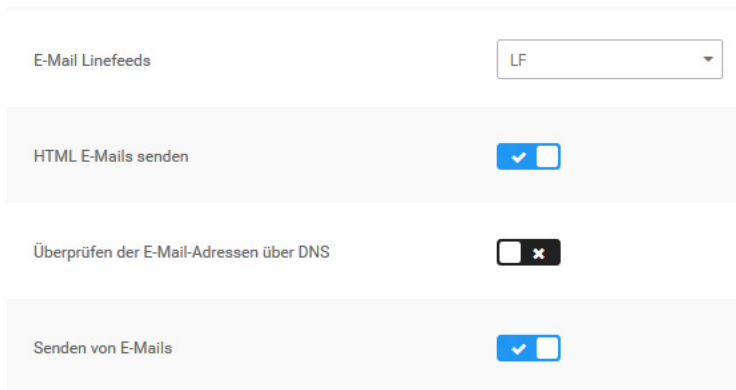 E-Mail Linefeeds
LF
HTML E-Mails senden
Überprüfen der E-Mail-Adressen über DNS
Senden von E-Mails